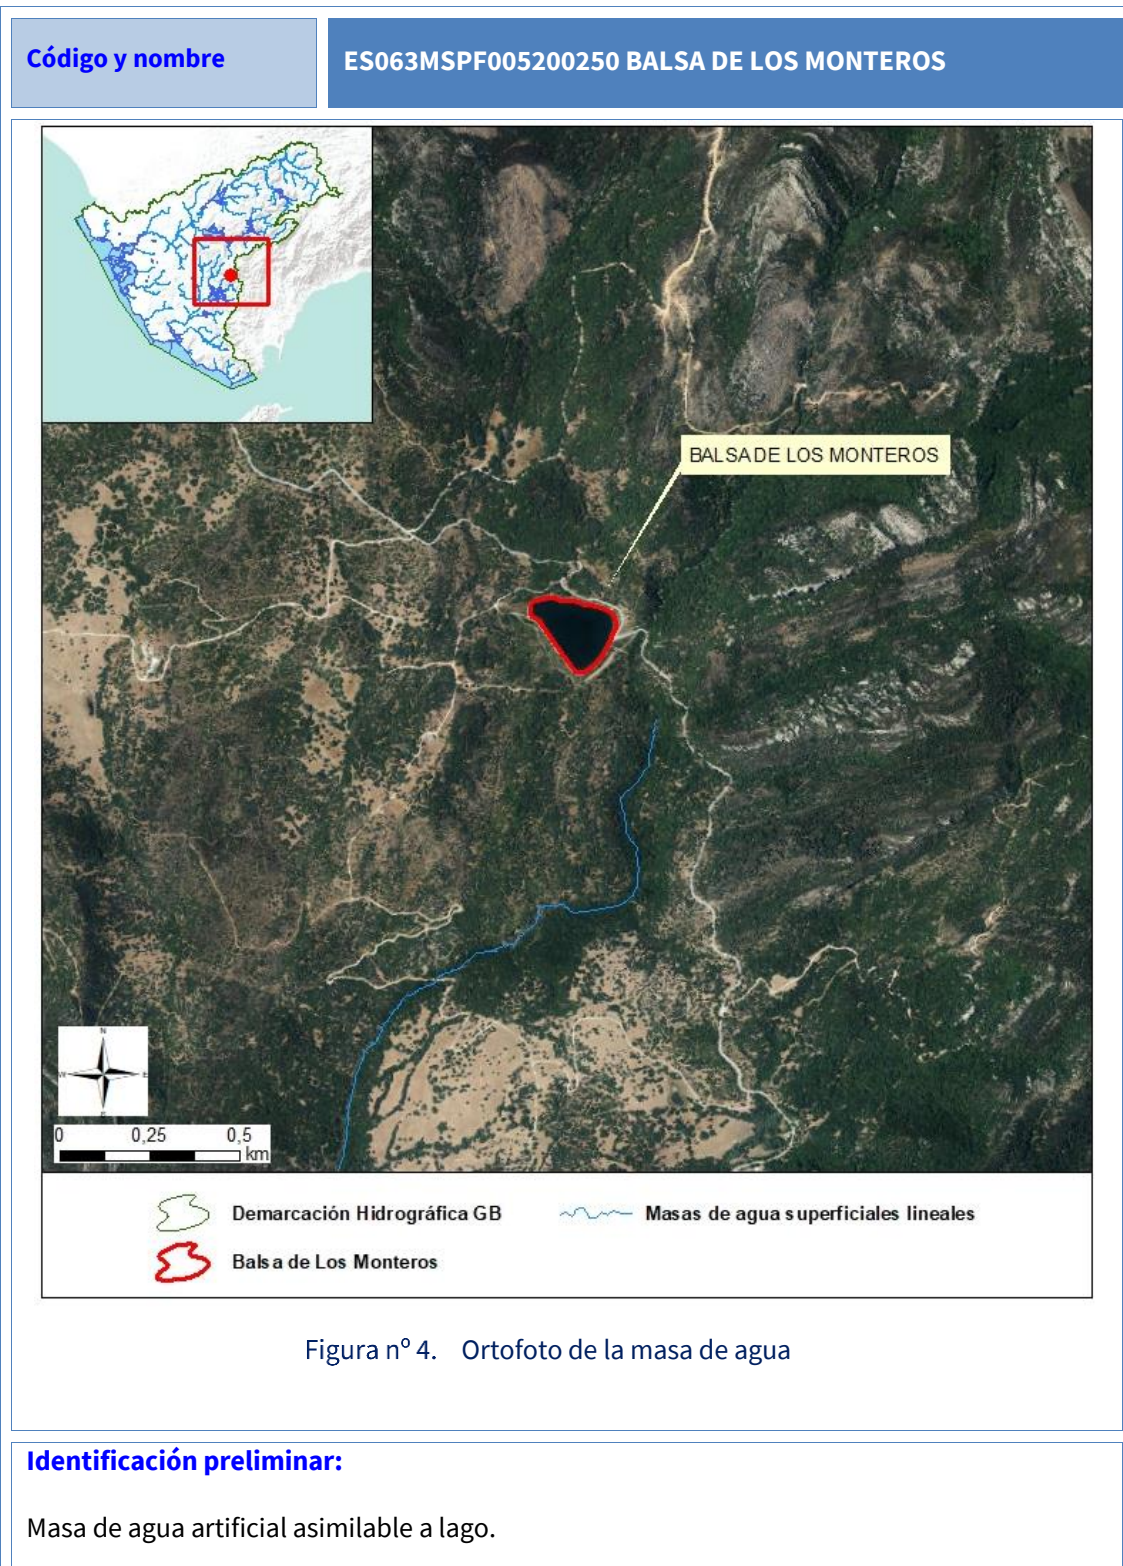 Código y nombre
ES063MSPF005200250 BALSA DE LOS MONTEROS
BALSA DE LOS MONTEROS
N
W
E
S
0 0,25 0,5
km
Demarcación Hidrográfica GB
Masas de agua superficiales lineales
Balsa de Los Monteros
Figura nº 4. Ortofoto de la masa de agua
Identificación preliminar:
Masa de agua artificial asimilable a lago.